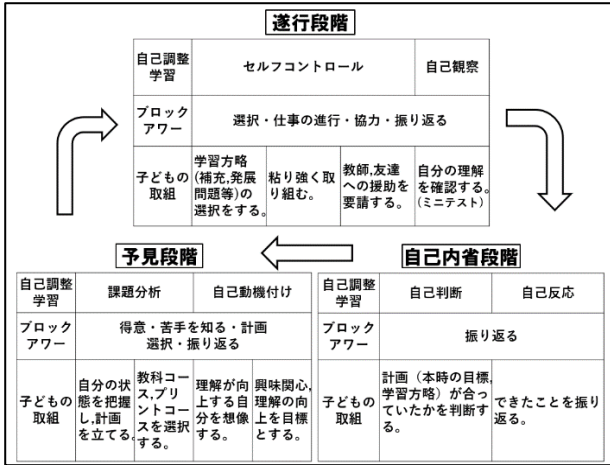 遂行段階
自己調整
学習
セルフコントロール
自己観察
ブロック
アワー
選択・仕事の進行・協力・振り返る
子どもの
取組
学習方略
(補充,発展
問題等)の
選択をする。
粘り強く取
り組む。
教師,友達
への援助を
要請する。
自分の理解
を確認する。
(ミニテスト)
予見段階
自己調整
学習
課題分析
自己動機付け
ブロック
アワー
得意・苦手を知る・計画
選択・振り返る
子どもの
取組
自分の状
態を把握
し,計画
を立てる。
教科コー
ス,プリ
ントコース
を選択
する。
理解が向
上する自
分を想像
する。
興味関心,
理解の向
上を目標
とする。
自己内省段階
自己調整
学習
自己判断
自己反応
ブロック
アワー
振り返る
子どもの
取組
計画（本時の目標,
学習方略）が合っ
ていたかを判断す
る。
できたことを振り
返る。